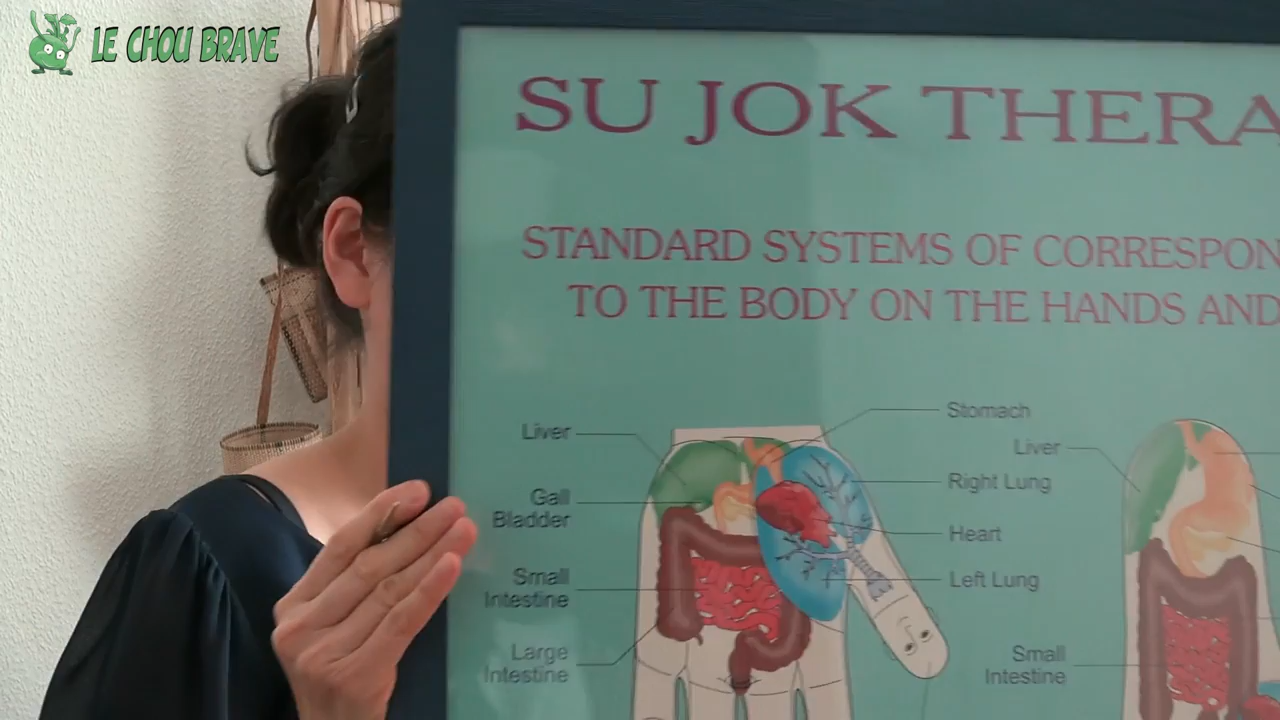 LE CHOU BRAVE
SU JOK THERA
STANDARD SYSTEMS OF CORRESPON
TO THE BODY ON THE HANDS AND
Stomach
Liver
Liver
Right Lung
Gall
Bladder
Heart
Small
Intestine
Left Lung
Large
Intestine
Small
Intestine